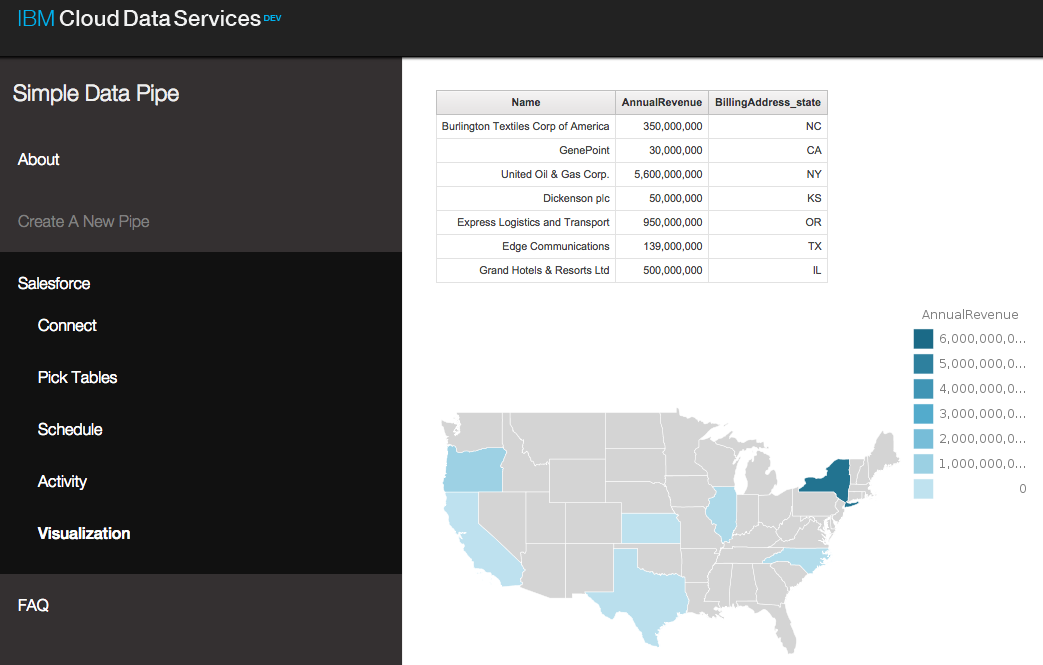 IBM Cloud Data Services DEV
Simple Data Pipe
About
Create A New Pipe
Salesforce
Connect
Pick Tables
Schedule
Activity
Visualization
FAQ
Name AnnualRevenue BillingAddress_state
Burlington Textiles Corp of America 350,000,000 NC
GenePoint 30,000,000 CA
United Oil & Gas Corp. 5,600,000,000 NY
Dickenson plc 50,000,000 KS
Express Logistics and Transport 950,000,000 OR
Edge Communications 139,000,000 TX
Grand Hotels & Resorts Ltd 500,000,000 IL
AnnualRevenue
6,000,000,0...
5,000,000,0...
4,000,000,0...
3,000,000,0...
2,000,000,0...
1,000,000,0...
0